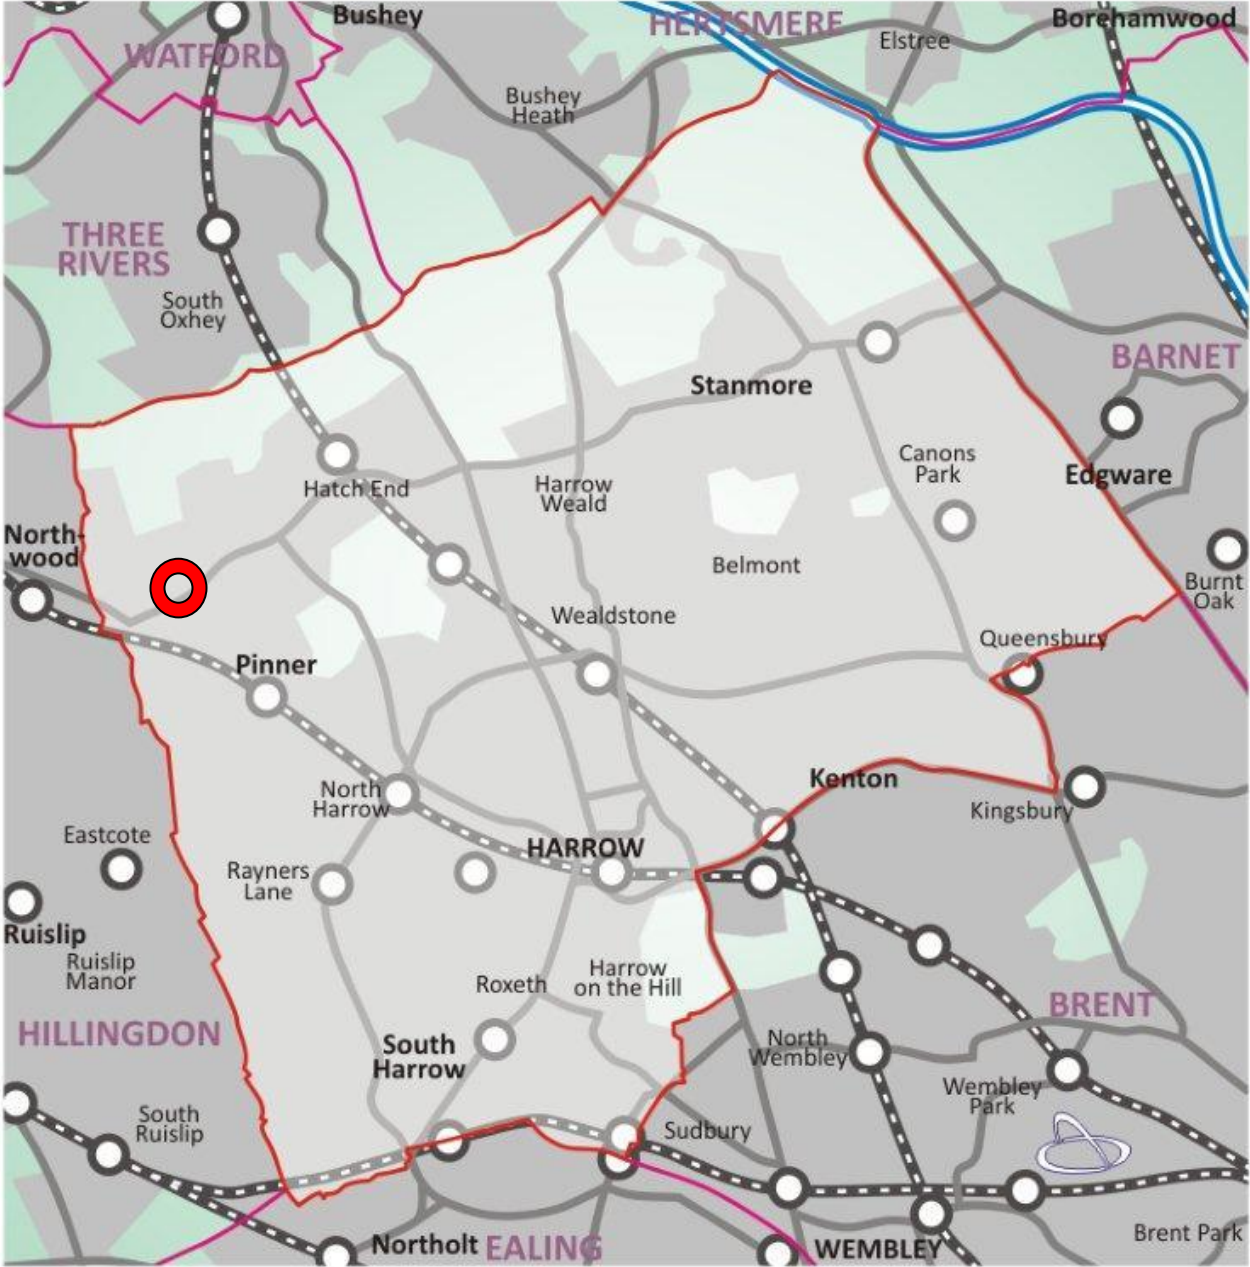 Bushey
HERTSMERE
Borehamwood
Elstree
WATFORD
Bushey
Heath
THREE
RIVERS
South
Oxhey
BARNET
Stanmore
Canons
Park
Edgware
Hatch End
Harrow
Weald
North-
wood
Belmont
Burnt
Oak
Wealdstone
Queensbury
Pinner
Kenton
North
Harrow
Kingsbury
Eastcote
HARROW
Rayners
Lane
Ruislip
Ruislip
Manor
Roxeth
Harrow
on the Hill
BRENT
HILLINGDON
South
Harrow
North
Wembley
Wembley
Park
South
Ruislip
Sudbury
Brent Park
Northolt
EALING
WEMBLEY